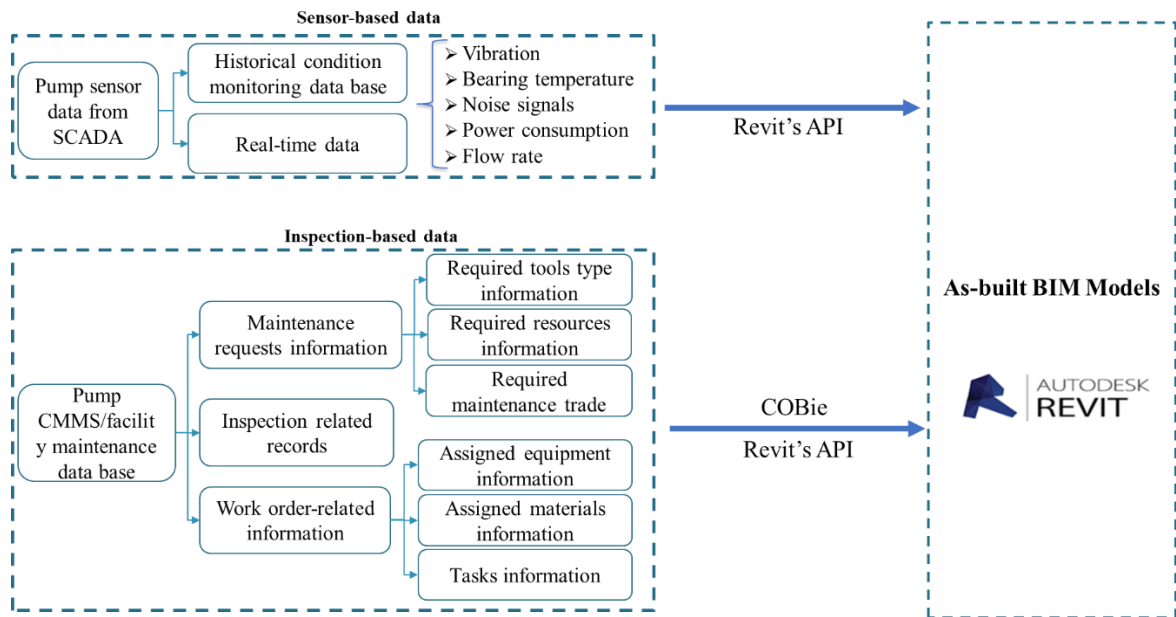 Sensor-based data
Pump sensor
data from
SCADA
Historical condition
monitoring data base
Real-time data
➢ Vibration
➢ Bearing temperature
➢ Noise signals
➢ Power consumption
➢ Flow rate
Revit’s API
Inspection-based data
Pump
CMMS/facilit
y maintenance
data base
Maintenance
requests information
Inspection related
records
Work order-related
information
Required tools type
information
Required resources
information
Required
maintenance trade
Assigned equipment
information
Assigned materials
information
Tasks information
COBie
Revit’s API
As-built BIM Models
AUTODESK
REVIT